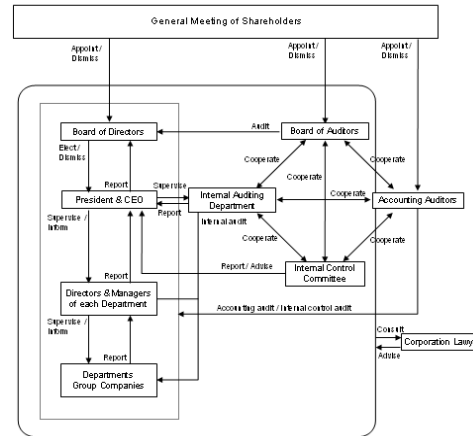 General Meeting of Shareholders
Appoint /
Dismiss
Appoint /
Dismiss
Appoint /
Dismiss
Board of Directors
Audit
Board of Auditors
Elect /
Dismiss
Cooperate
Cooperate
Cooperate
Report
Supervise
President & CEO
Report
Internal Auditing
Department
Cooperate
Accounting Auditors
Supervise /
Inform
Internal audit
Cooperate
Cooperate
Report
Report / Advise
Internal Control
Committee
Directors & Managers
of each Department
Supervise /
Inform
Accounting audit / Internal control audit
Report
Consult
Corporation Lawy
Advise
Departments
Group Companies